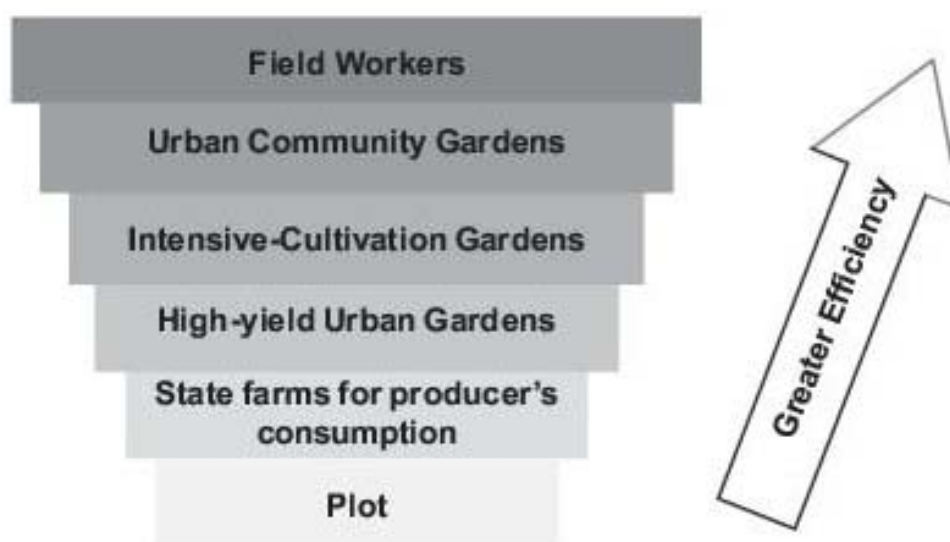 Field Workers
Urban Community Gardens
Intensive-Cultivation Gardens
High-yield Urban Gardens
State farms for producer’s
consumption
Plot
Greater Efficiency